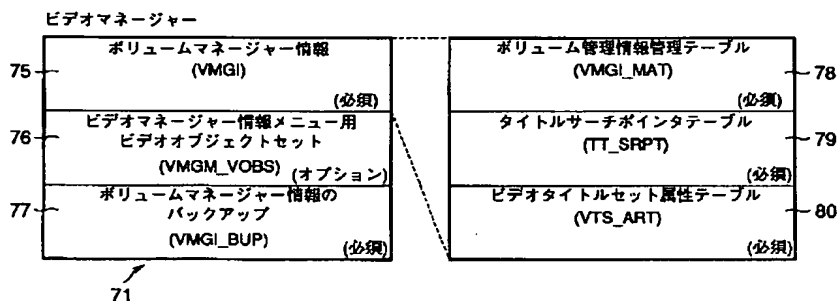 ビデオマネージャー
75
ボリュームマネージャー情報
(VMGI)
(必須)
76
ビデオマネージャー情報メニュー用
ビデオオブジェクトセット
(VMGM_VOBS)
(オプション)
77
ボリュームマネージャー情報の
バックアップ
(VMGI_BUP)
(必須)
71
ボリューム管理情報管理テーブル
(VMGI_MAT)
(必須)
78
タイトルサーチポインタテーブル
(TT_SRPT)
(必須)
79
ビデオタイトルセット属性テーブル
(VTS_ART)
(必須)
80